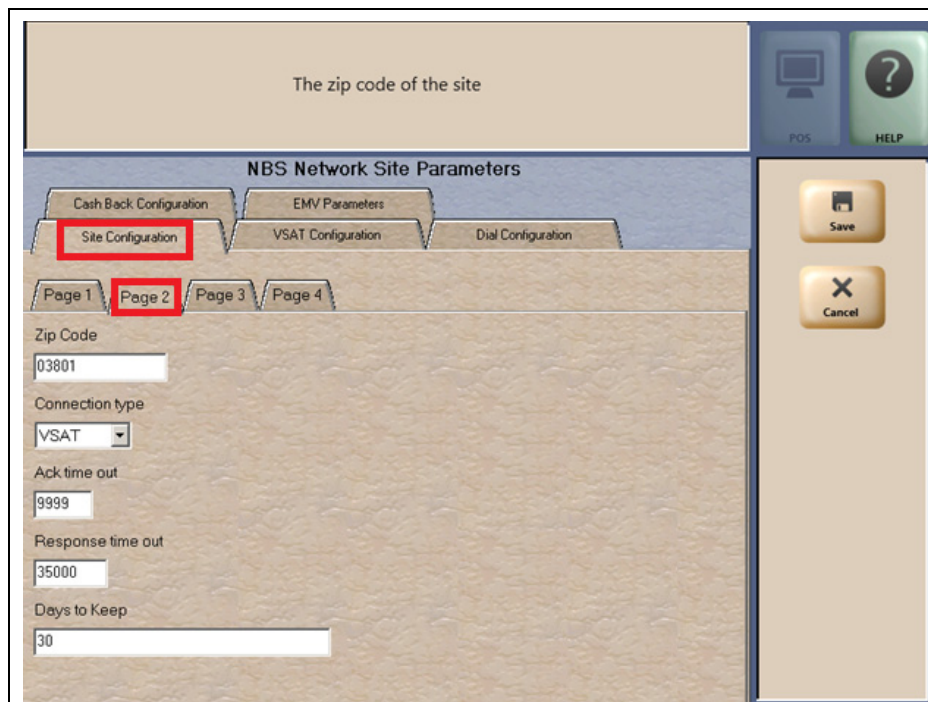 The zip code of the site
POS
HELP
NBS Network Site Parameters
Cash Back Configuration
EMV Parameters
Site Configuration
VSAT Configuration
Dial Configuration
Page 1
Page 2
Page 3
Page 4
Zip Code
03801
Connection type
VSAT
Ack time out
9999
Response time out
35000
Days to Keep
30
Save
Cancel